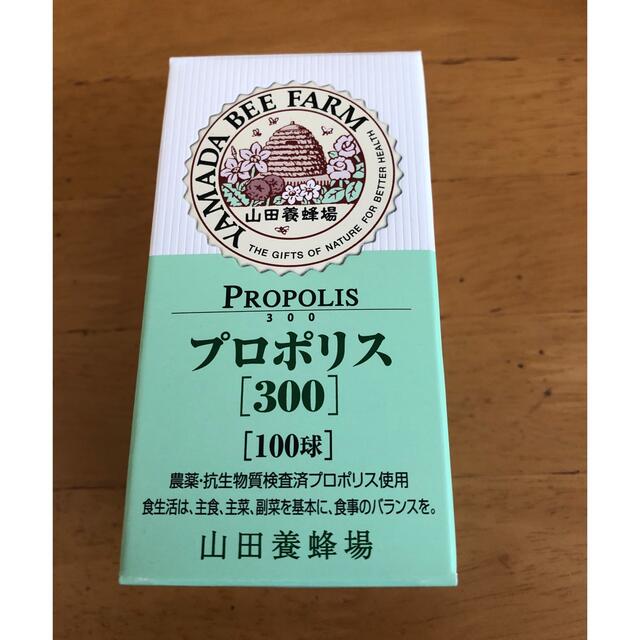 YAMADA BEE FARM
山田養蜂場
THE GIFTS OF NATURE FOR BETTER HEALTH
PROPOLIS
300
プロポリス
[300]
[100球]
農薬・抗生物質検査済プロポリス使用
食生活は、主食、主菜、副菜を基本に、食事のバランスを。
山田養蜂場